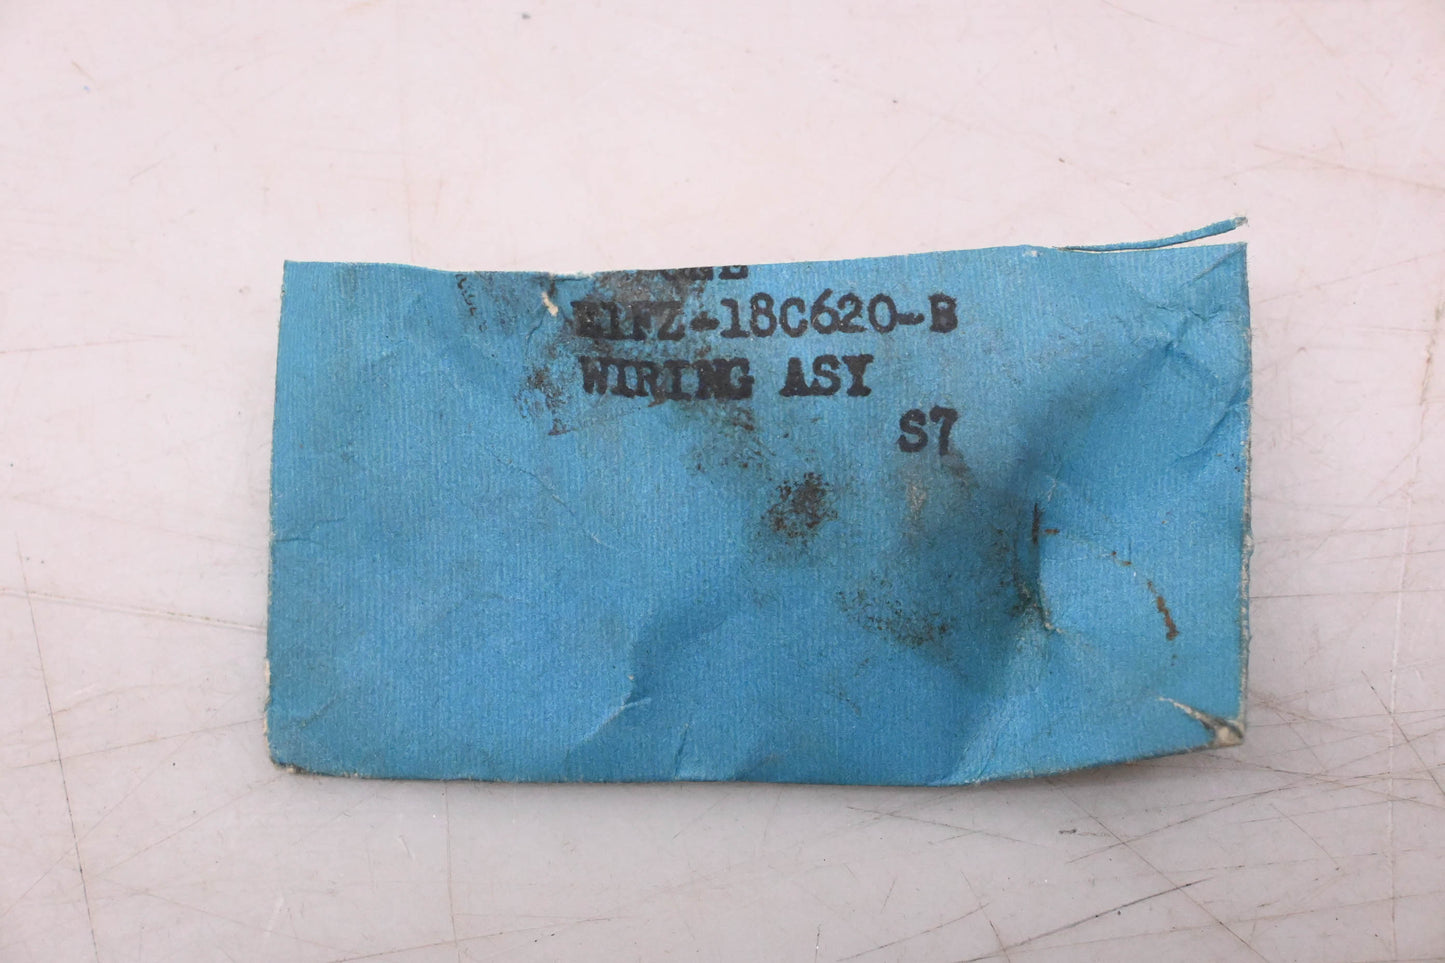 E1FZ-18C620-B
WIRING ASY
S7